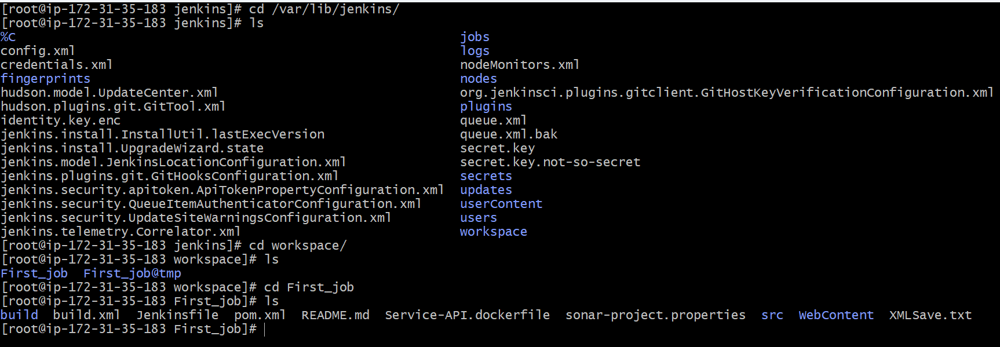 [root@ip-172-31-35-183 jenkins]# cd /var/lib/jenkins/
[root@ip-172-31-35-183 jenkins]# ls
%C jobs
config.xml logs
credentials.xml nodeMonitors.xml
fingerprints nodes
hudson.model.UpdateCenter.xml org.jenkinsci.plugins.gitclient.GitHostKeyVerificationConfiguration.xml
hudson.plugins.git.GitTool.xml plugins
identity.key.enc queue.xml
jenkins.install.InstallUtil.lastExecVersion queue.xml.bak
jenkins.install.UpgradeWizard.state secret.key
jenkins.model.JenkinsLocationConfiguration.xml secret.key.not-so-secret
jenkins.plugins.git.GitHooksConfiguration.xml secrets
jenkins.security.apitoken.ApiTokenPropertyConfiguration.xml updates
jenkins.security.QueueItemAuthenticatorConfiguration.xml userContent
jenkins.security.UpdateSiteWarningsConfiguration.xml users
jenkins.telemetry.Correlator.xml workspace
[root@ip-172-31-35-183 jenkins]# cd workspace/
[root@ip-172-31-35-183 workspace]# ls
First_job First_job@tmp
[root@ip-172-31-35-183 workspace]# cd First_job
[root@ip-172-31-35-183 First_job]# ls
build build.xml Jenkinsfile pom.xml README.md Service-API.dockerfile sonar-project.properties src WebContent XMLSave.txt
[root@ip-172-31-35-183 First_job]#